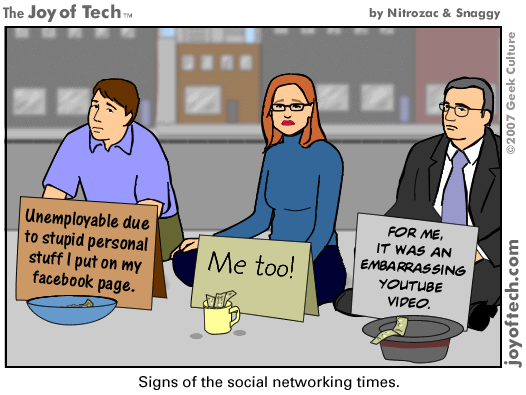 The Joy of Tech™
by Nitrozac & Snaggy
Unemployable due
to stupid personal
stuff I put on my
facebook page.
Me too!
FOR ME,
IT WAS AN
EMBARRASSING
YOUTUBE
VIDEO.
©2007 Geek Culture
joyoftech.com
Signs of the social networking times.